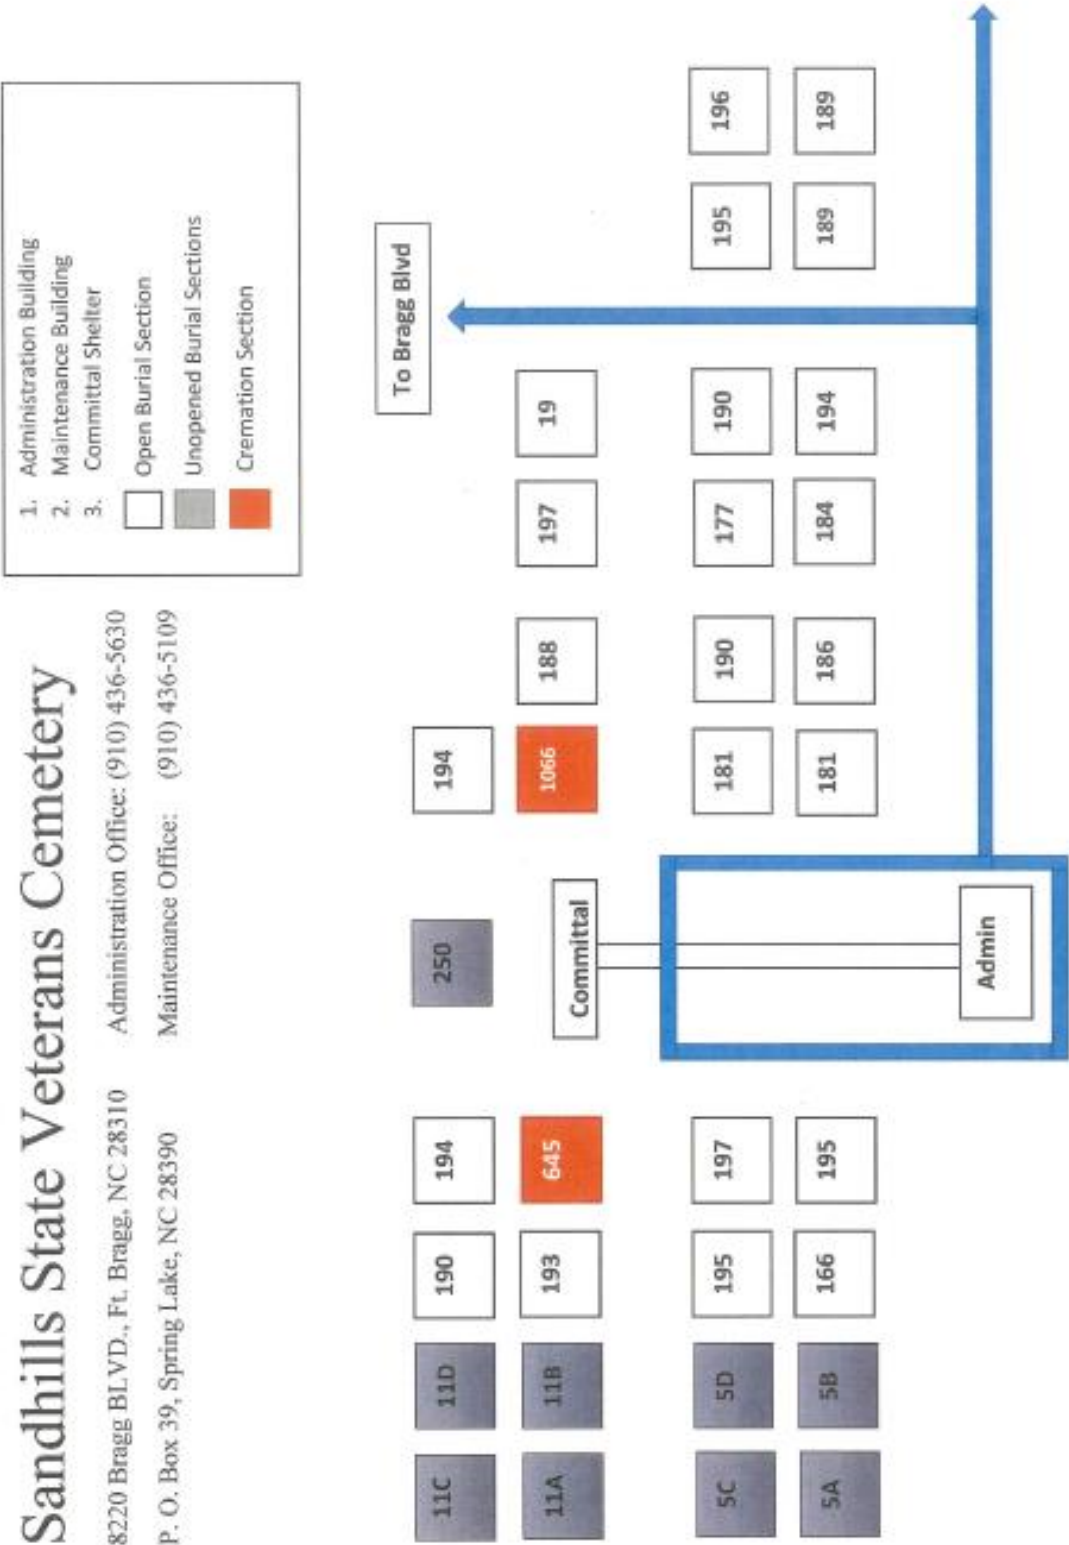 Sandhills State Veterans Cemetery
8220 Bragg BLVD., Ft. Bragg, NC 28310 Administration Office: (910) 436-5630
P. O. Box 39, Spring Lake, NC 28390 Maintenance Office: (910) 436-5109
1. Administration Building
2. Maintenance Building
3. Committal Shelter
Open Burial Section
Unopened Burial Sections
Cremation Section
To Bragg Blvd
11C 11D 190 194 250 194
11A 11B 193 645 1066 188 197 19
Committal
5C 5D 195 197 181 190 177 190 195 196
5A 5B 166 195 181 186 184 194 189 189
Admin